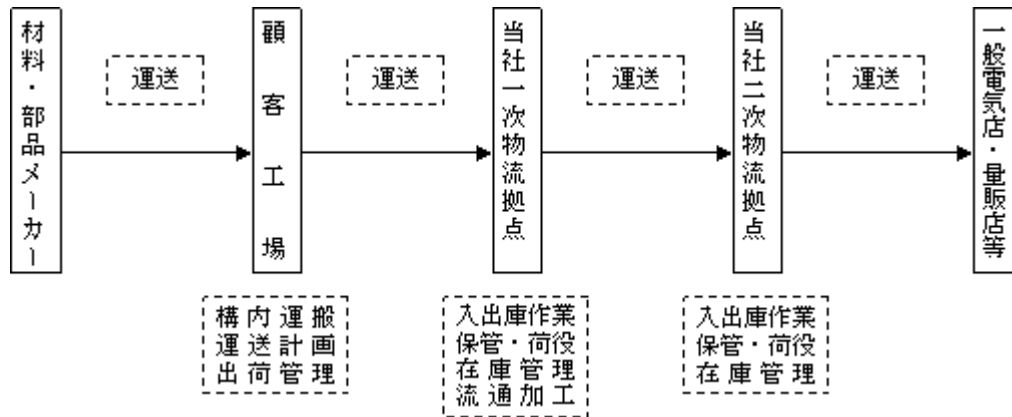 材料・部品メーカー
運送
顧客工場
運送
当社一次物流拠点
運送
当社二次物流拠点
運送
一般電気店・量販店等
構内運搬
運送計画
出荷管理
入出庫作業
保管・荷役
在庫管理
流通加工
入出庫作業
保管・荷役
在庫管理